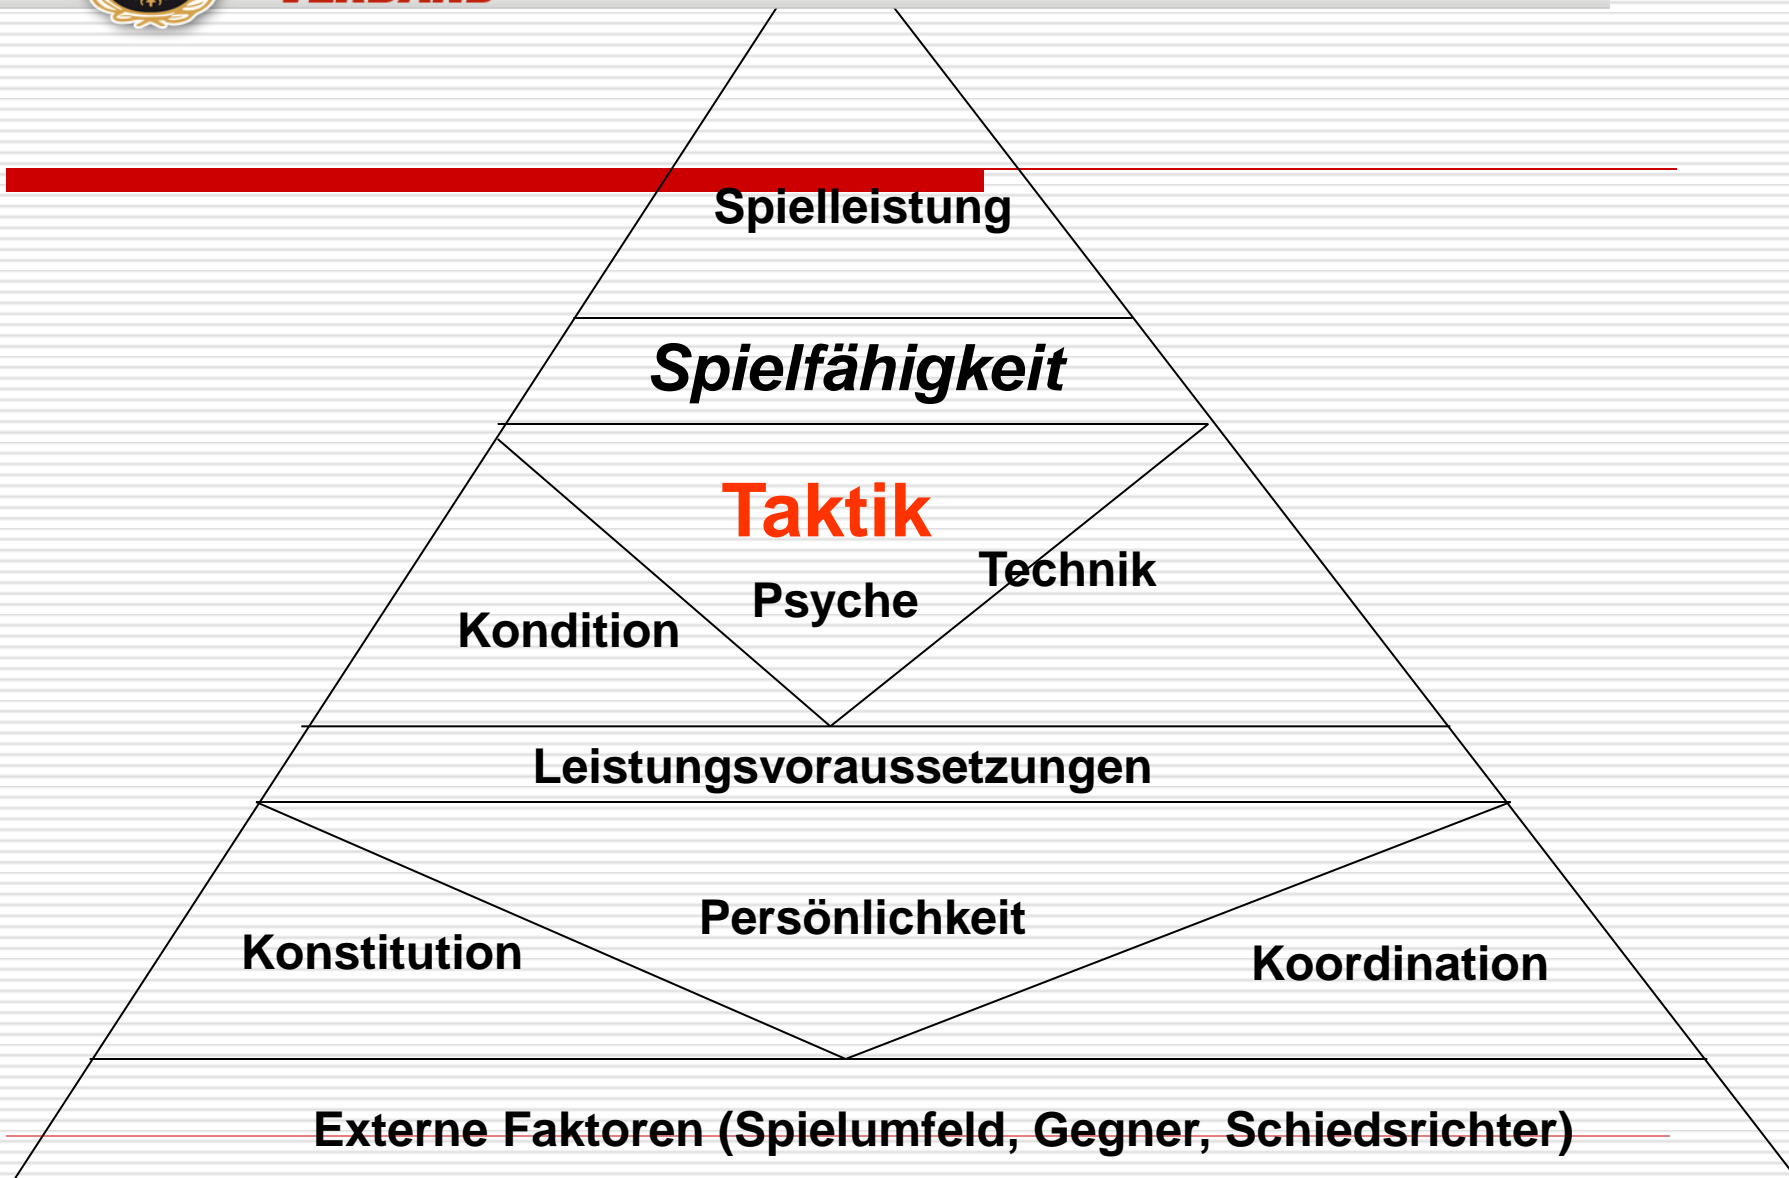 Spielleistung
Spielfähigkeit
Taktik
Technik
Psyche
Kondition
Leistungsvoraussetzungen
Persönlichkeit
Konstitution
Koordination
Externe Faktoren (Spielumfeld, Gegner, Schiedsrichter)